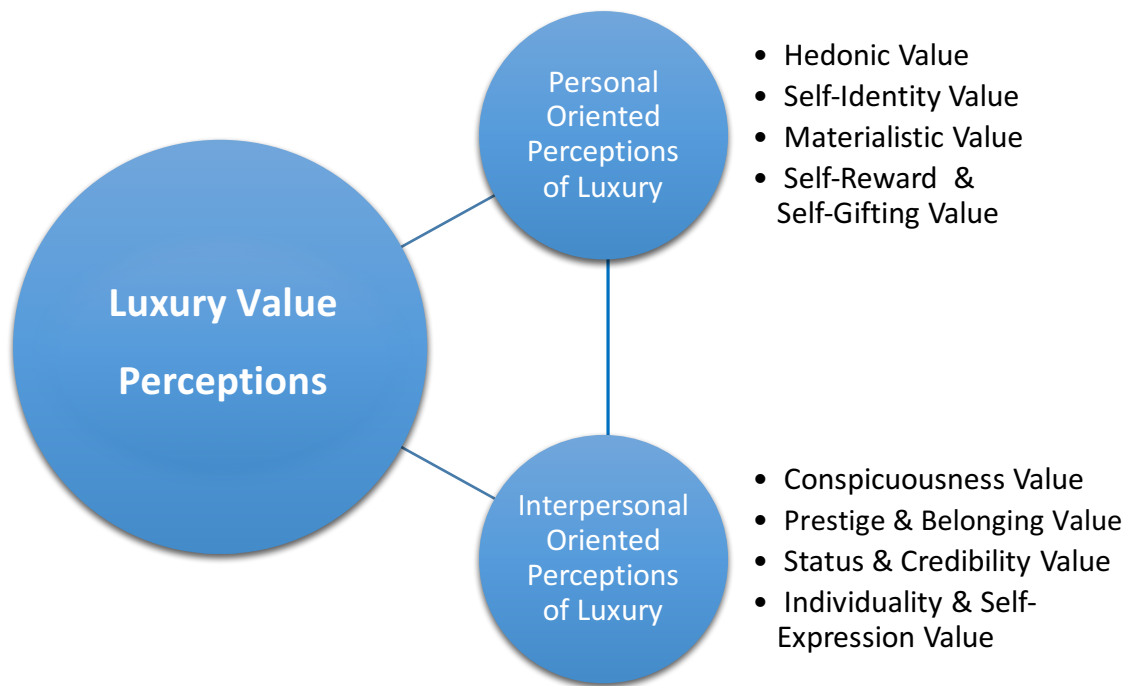 Luxury Value
Perceptions
Personal
Oriented
Perceptions
of Luxury
• Hedonic Value
• Self-Identity Value
• Materialistic Value
• Self-Reward &
Self-Gifting Value
Interpersonal
Oriented
Perceptions
of Luxury
• Conspicuousness Value
• Prestige & Belonging Value
• Status & Credibility Value
• Individuality & Self-
Expression Value